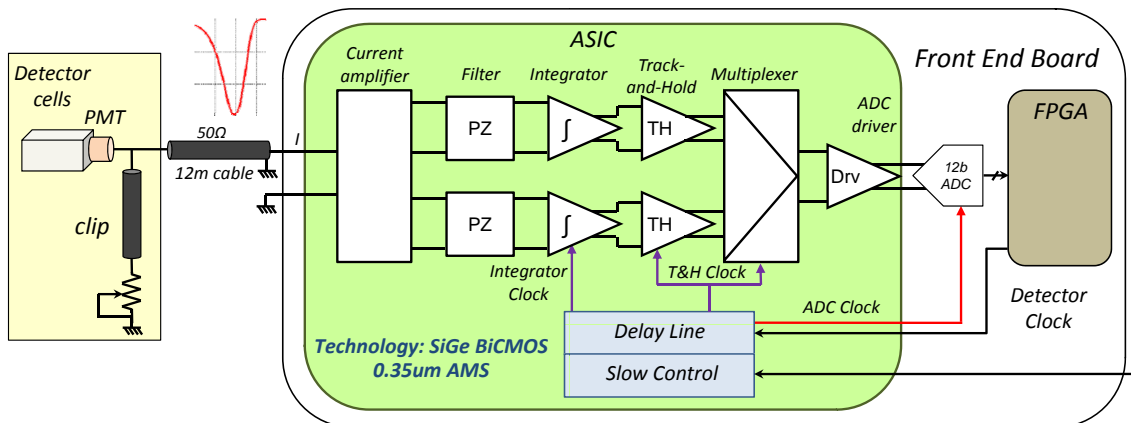 ASIC
Front End Board
Detector
cells
PMT
50Ω
12m cable
I
clip
Current
amplifier
Filter
Integrator
Track-
and-Hold
Multiplexer
ADC
driver
FPGA
PZ
∫
TH
Drv
12b
ADC
PZ
∫
TH
Integrator
Clock
T&H Clock
ADC Clock
Detector
Clock
Delay Line
Slow Control
Technology: SiGe BiCMOS
0.35um AMS